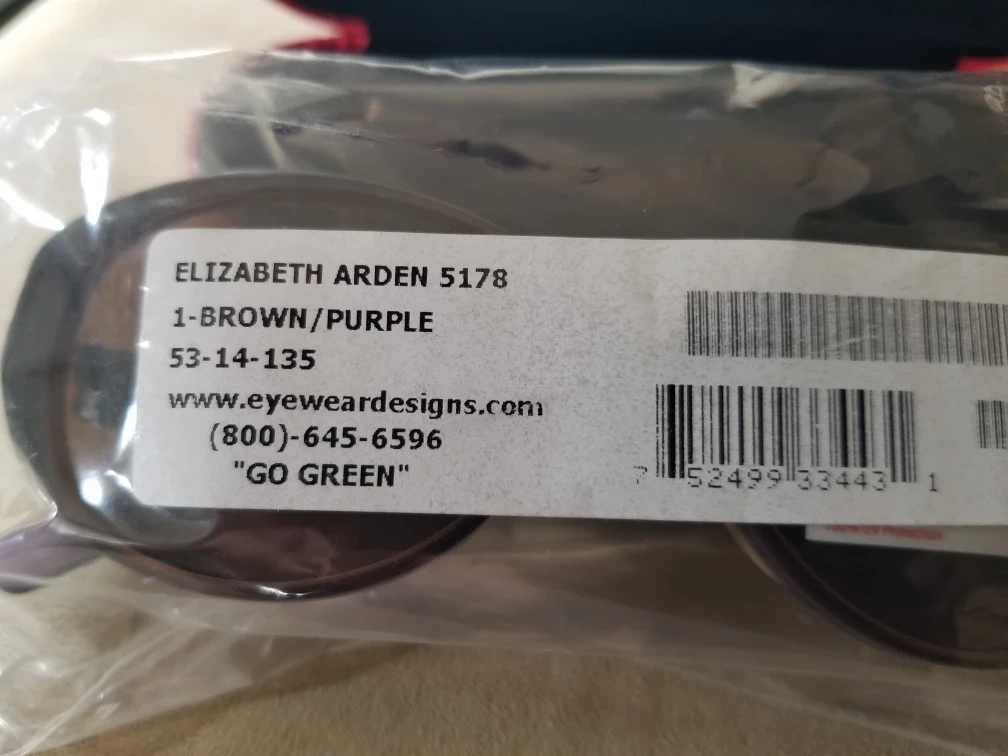 ELIZABETH ARDEN 5178
1-BROWN/PURPLE
53-14-135
www.eyeweardesigns.com
(800)-645-6596
"GO GREEN"
7 52499 33443 1